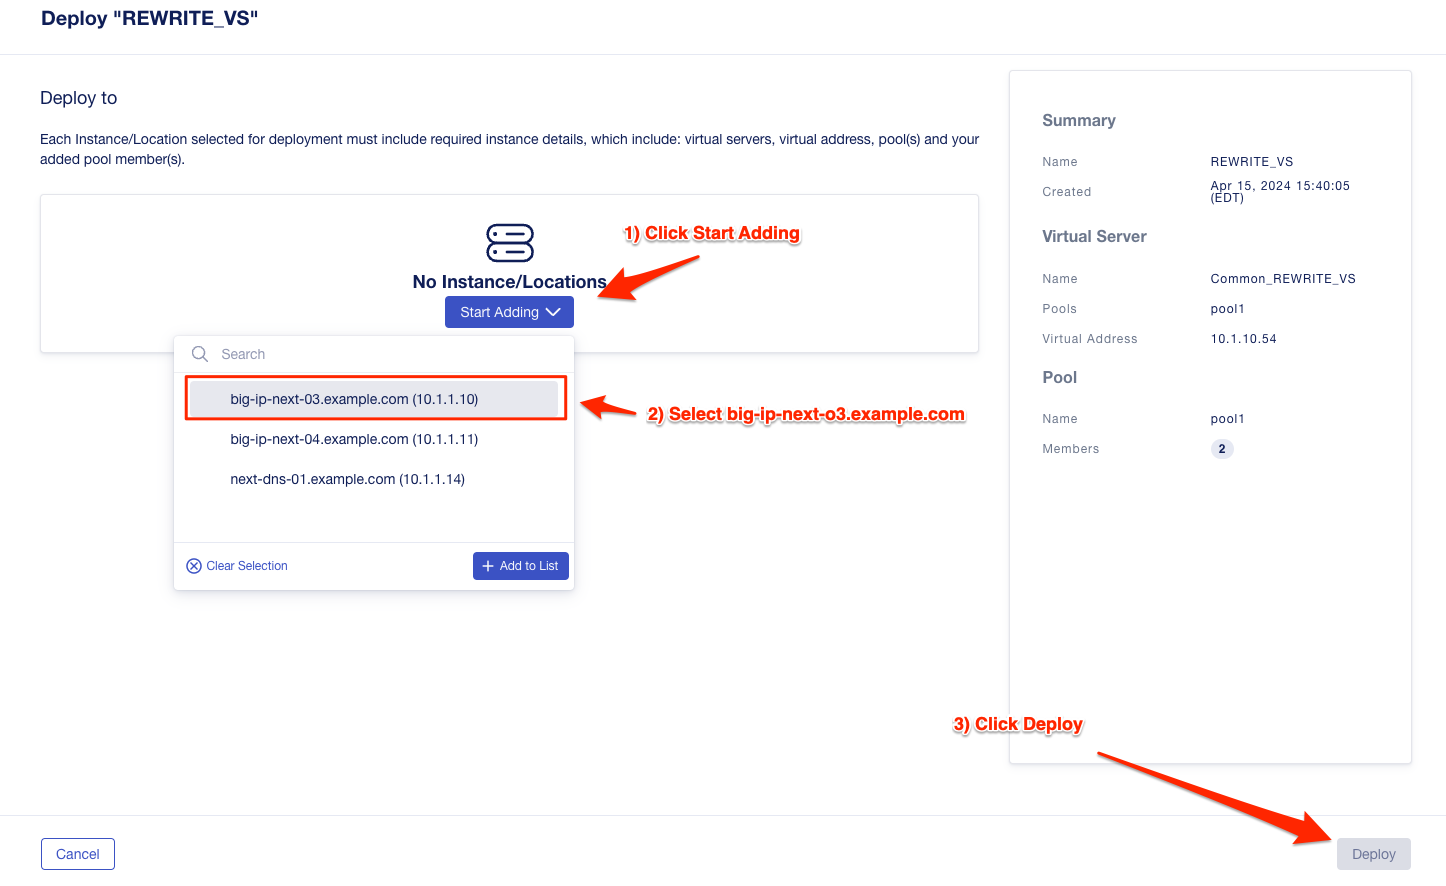 Deploy "REWRITE_VS"
Deploy to
Each Instance/Location selected for deployment must include required instance details, which include: virtual servers, virtual address, pool(s) and your
added pool member(s).
1) Click Start Adding
No Instance/Locations
Start Adding
Search
big-ip-next-03.example.com (10.1.1.10)
2) Select big-ip-next-o3.example.com
big-ip-next-04.example.com (10.1.1.11)
next-dns-01.example.com (10.1.1.14)
Clear Selection
Add to List
Summary
Name REWRITE_VS
Created Apr 15, 2024 15:40:05
(EDT)
Virtual Server
Name Common_REWRITE_VS
Pools pool1
Virtual Address 10.1.10.54
Pool
Name pool1
Members 2
3) Click Deploy
Cancel
Deploy